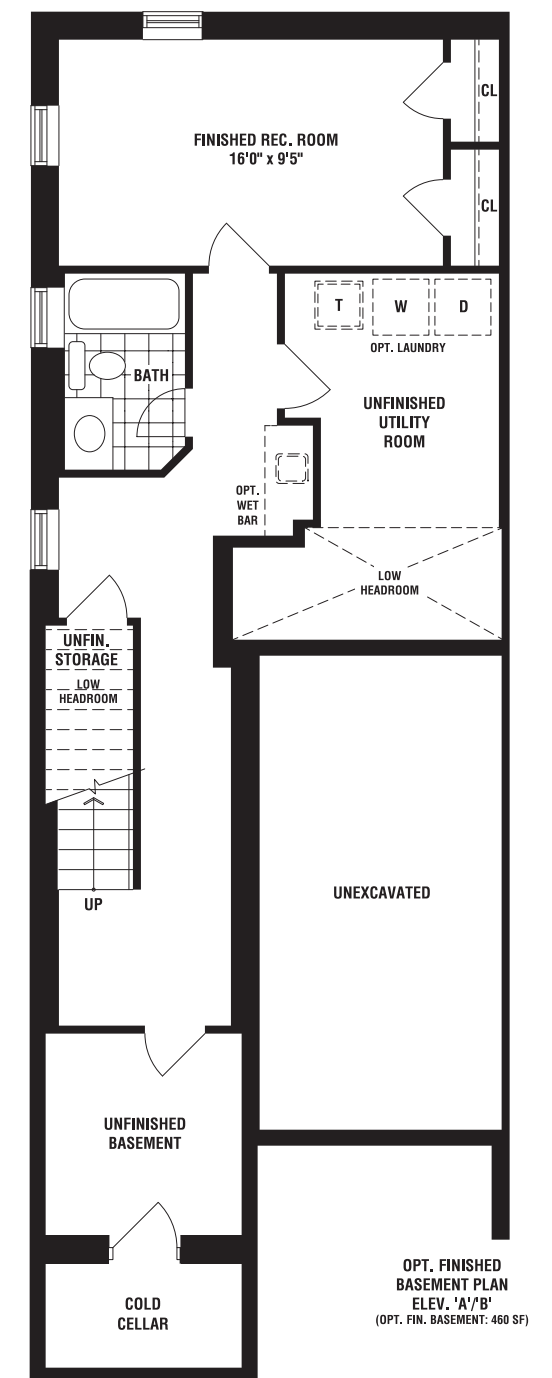 CL
FINISHED REC. ROOM
16'0" x 9'5"
CL
T
W
D
OPT. LAUNDRY
BATH
UNFINISHED
UTILITY
ROOM
OPT.
WET
BAR
LOW
HEADROOM
UNFIN.
STORAGE
LOW
HEADROOM
UP
UNEXCAVATED
UNFINISHED
BASEMENT
COLD
CELLAR
OPT. FINISHED
BASEMENT PLAN
ELEV. 'A'/'B'
(OPT. FIN. BASEMENT: 460 SF)